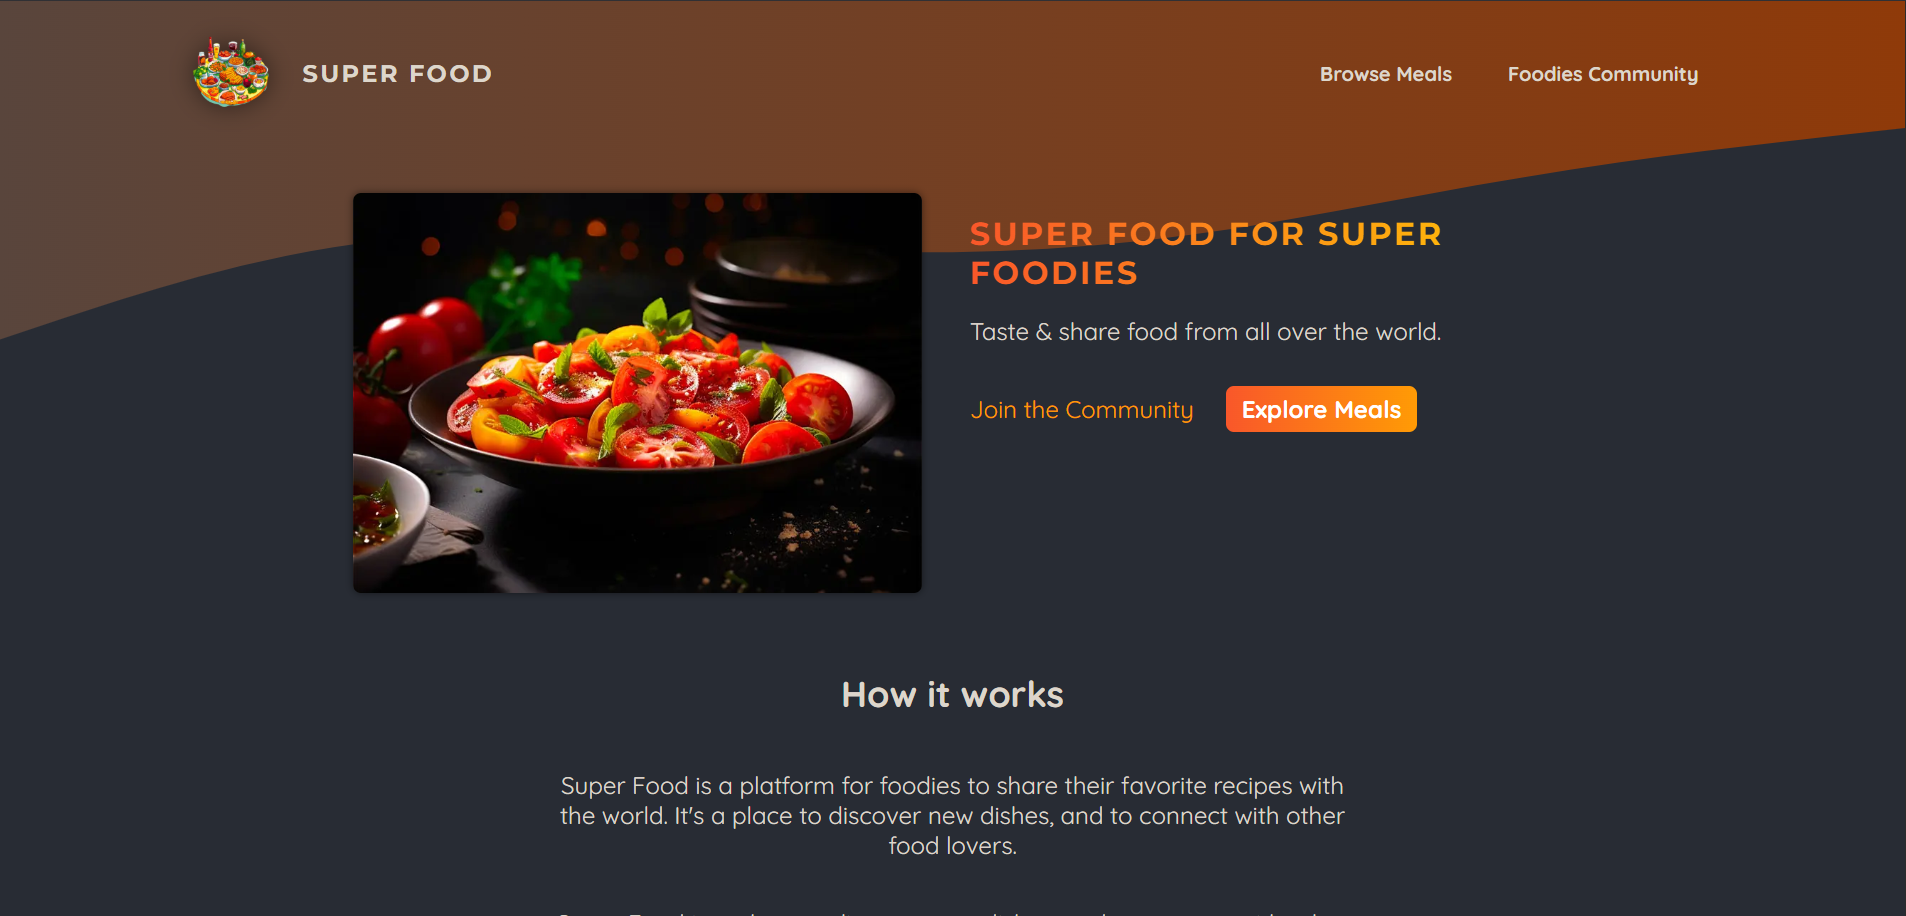 SUPER FOOD
Browse Meals
Foodies Community
SUPER FOOD FOR SUPER
FOODIES
Taste & share food from all over the world.
Join the Community
Explore Meals
How it works
Super Food is a platform for foodies to share their favorite recipes with
the world. It's a place to discover new dishes, and to connect with other
food lovers.